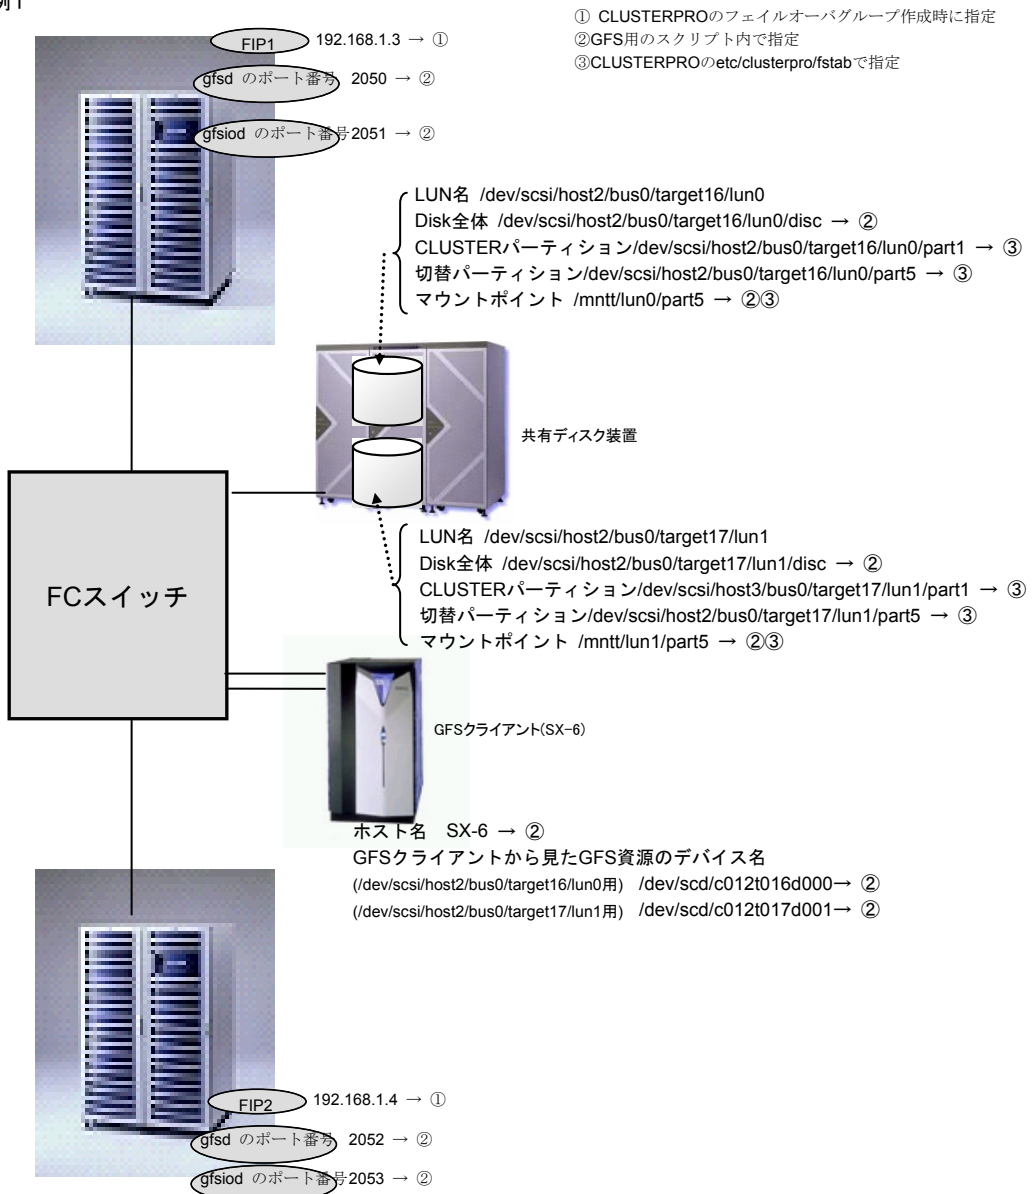 例1
① CLUSTERPROのフェイルオーバグループ作成時に指定
②GFS用のスクリプト内で指定
③CLUSTERPROのetc/clusterpro/fstabで指定
FIP1 192.168.1.3 → ①
gfsd のポート番号 2050 → ②
gfsiod のポート番号2051 → ②
LUN名 /dev/scsi/host2/bus0/target16/lun0
Disk全体 /dev/scsi/host2/bus0/target16/lun0/disc → ②
CLUSTERパーティション/dev/scsi/host2/bus0/target16/lun0/part1 → ③
切替パーティション/dev/scsi/host2/bus0/target16/lun0/part5 → ③
マウントポイント /mntt/lun0/part5 → ②③
共有ディスク装置
LUN名 /dev/scsi/host2/bus0/target17/lun1
Disk全体 /dev/scsi/host2/bus0/target17/lun1/disc → ②
CLUSTERパーティション/dev/scsi/host3/bus0/target17/lun1/part1 → ③
切替パーティション/dev/scsi/host2/bus0/target17/lun1/part5 → ③
マウントポイント /mntt/lun1/part5 → ②③
FCスイッチ
GFSクライアント(SX-6)
ホスト名 SX-6 → ②
GFSクライアントから見たGFS資源のデバイス名
(/dev/scsi/host2/bus0/target16/lun0用) /dev/scd/c012t016d000→ ②
(/dev/scsi/host2/bus0/target17/lun1用) /dev/scd/c012t017d001→ ②
FIP2 192.168.1.4 → ①
gfsd のポート番号 2052 → ②
gfsiod のポート番号2053 → ②